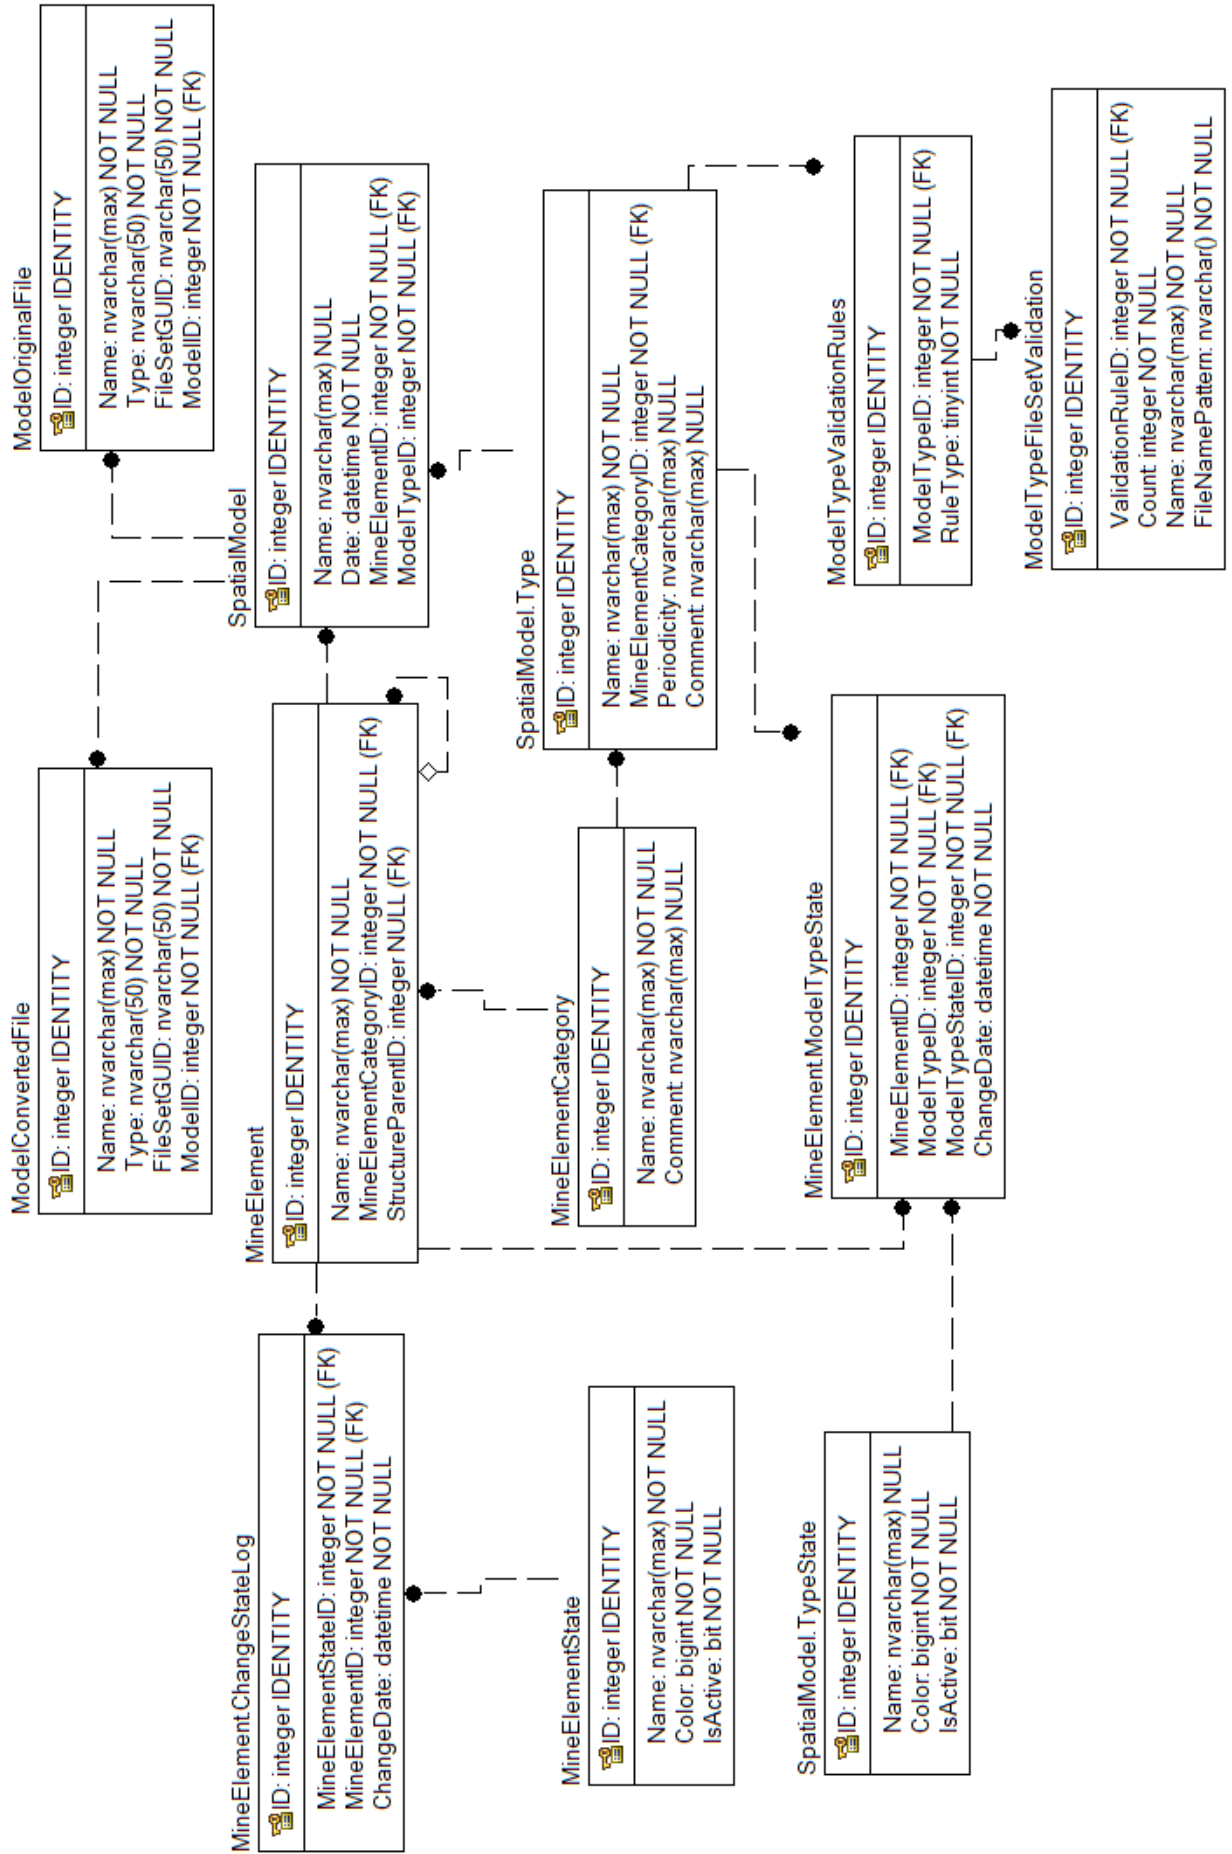 ModelConvertedFile
ID: integer IDENTITY
Name: nvarchar(max) NOT NULL
Type: nvarchar(50) NOT NULL
FileSetGUID: nvarchar(50) NOT NULL
ModelID: integer NOT NULL (FK)
ModelOriginalFile
ID: integer IDENTITY
Name: nvarchar(max) NOT NULL
Type: nvarchar(50) NOT NULL
FileSetGUID: nvarchar(50) NOT NULL
ModelID: integer NOT NULL (FK)
MineElement.ChangeStateLog
ID: integer IDENTITY
MineElementStateID: integer NOT NULL (FK)
MineElementID: integer NOT NULL (FK)
ChangeDate: datetime NOT NULL
MineElement
ID: integer IDENTITY
Name: nvarchar(max) NOT NULL
MineElementCategoryID: integer NOT NULL (FK)
StructureParentID: integer NULL (FK)
SpatialModel
ID: integer IDENTITY
Name: nvarchar(max) NULL
Date: datetime NOT NULL
MineElementID: integer NOT NULL (FK)
ModelTypeID: integer NOT NULL (FK)
MineElementState
ID: integer IDENTITY
Name: nvarchar(max) NOT NULL
Color: bigint NOT NULL
IsActive: bit NOT NULL
MineElementCategory
ID: integer IDENTITY
Name: nvarchar(max) NOT NULL
Comment: nvarchar(max) NULL
SpatialModel.Type
ID: integer IDENTITY
Name: nvarchar(max) NOT NULL
MineElementCategoryID: integer NOT NULL (FK)
Periodicity: nvarchar(max) NULL
Comment: nvarchar(max) NULL
SpatialModel.TypeState
ID: integer IDENTITY
Name: nvarchar(max) NULL
Color: bigint NOT NULL
IsActive: bit NOT NULL
MineElement.ModelTypeState
ID: integer IDENTITY
MineElementID: integer NOT NULL (FK)
ModelTypeID: integer NOT NULL (FK)
ModelTypeStateID: integer NOT NULL (FK)
ChangeDate: datetime NOT NULL
ModelTypeValidationRules
ID: integer IDENTITY
ModelTypeID: integer NOT NULL (FK)
RuleType: tinyint NOT NULL
ModelTypeFileSetValidation
ID: integer IDENTITY
ValidationRuleID: integer NOT NULL (FK)
Count: integer NOT NULL
Name: nvarchar(max) NOT NULL
FileNamePattern: nvarchar() NOT NULL